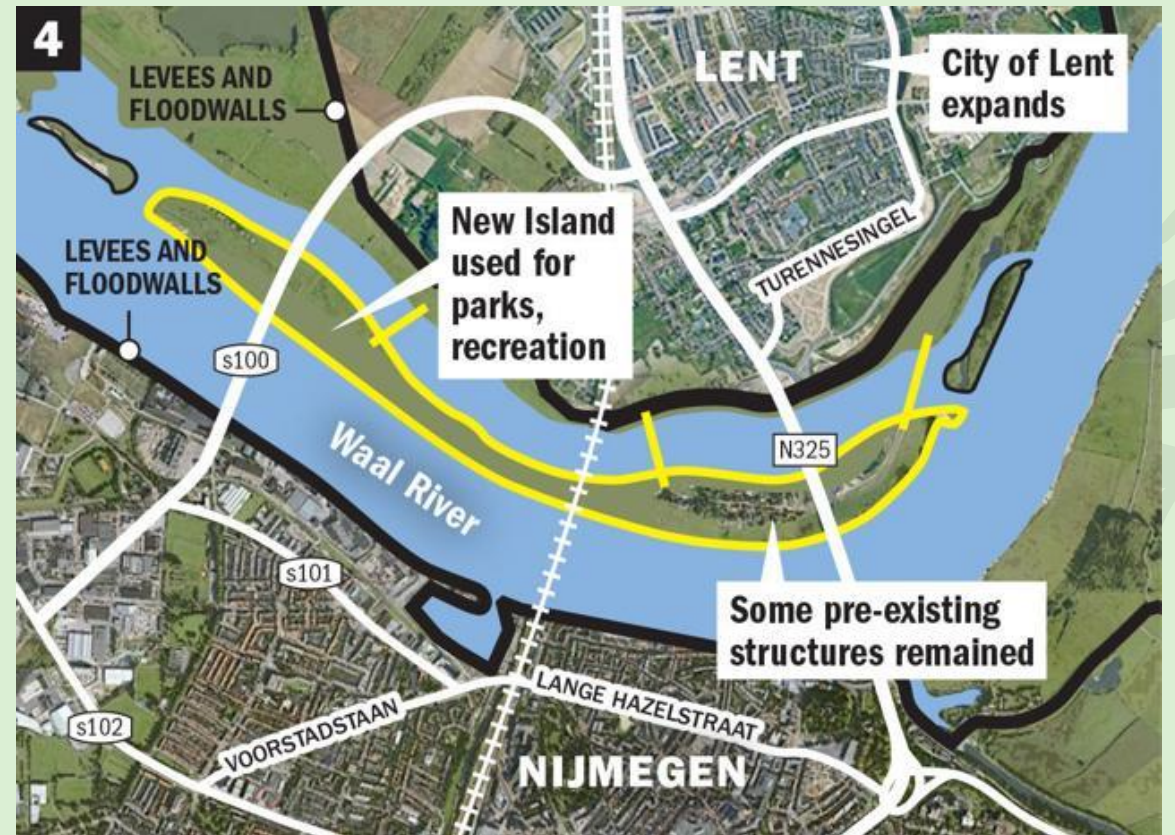 4
LEVEES AND
FLOODWALLS
LENT
City of Lent
expands
New Island
used for
parks,
recreation
TURENNESINGEL
LEVEES AND
FLOODWALLS
s100
Waal River
N325
s101
Some pre-existing
structures remained
LANGE HAZELSTRAAT
VOORSTADSTAAN
s102
NIJMEGEN